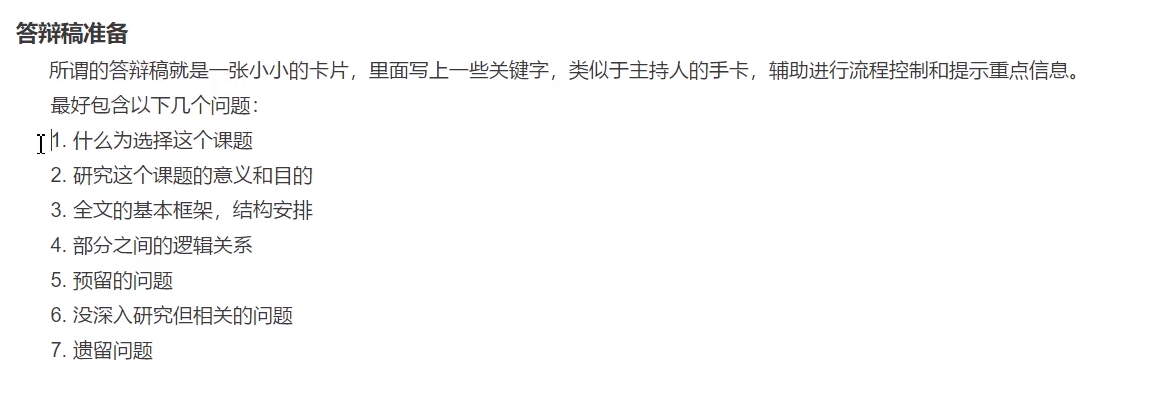 答辩稿准备
所谓的答辩稿就是一张小小的卡片，里面写上一些关键字，类似于主持人的手卡，辅助进行流程控制和提示重点信息。
最好包含以下几个问题：
1. 什么为选择这个课题
2. 研究这个课题的意义和目的
3. 全文的基本框架，结构安排
4. 部分之间的逻辑关系
5. 预留的问题
6. 没深入研究但相关的问题
7. 遗留问题